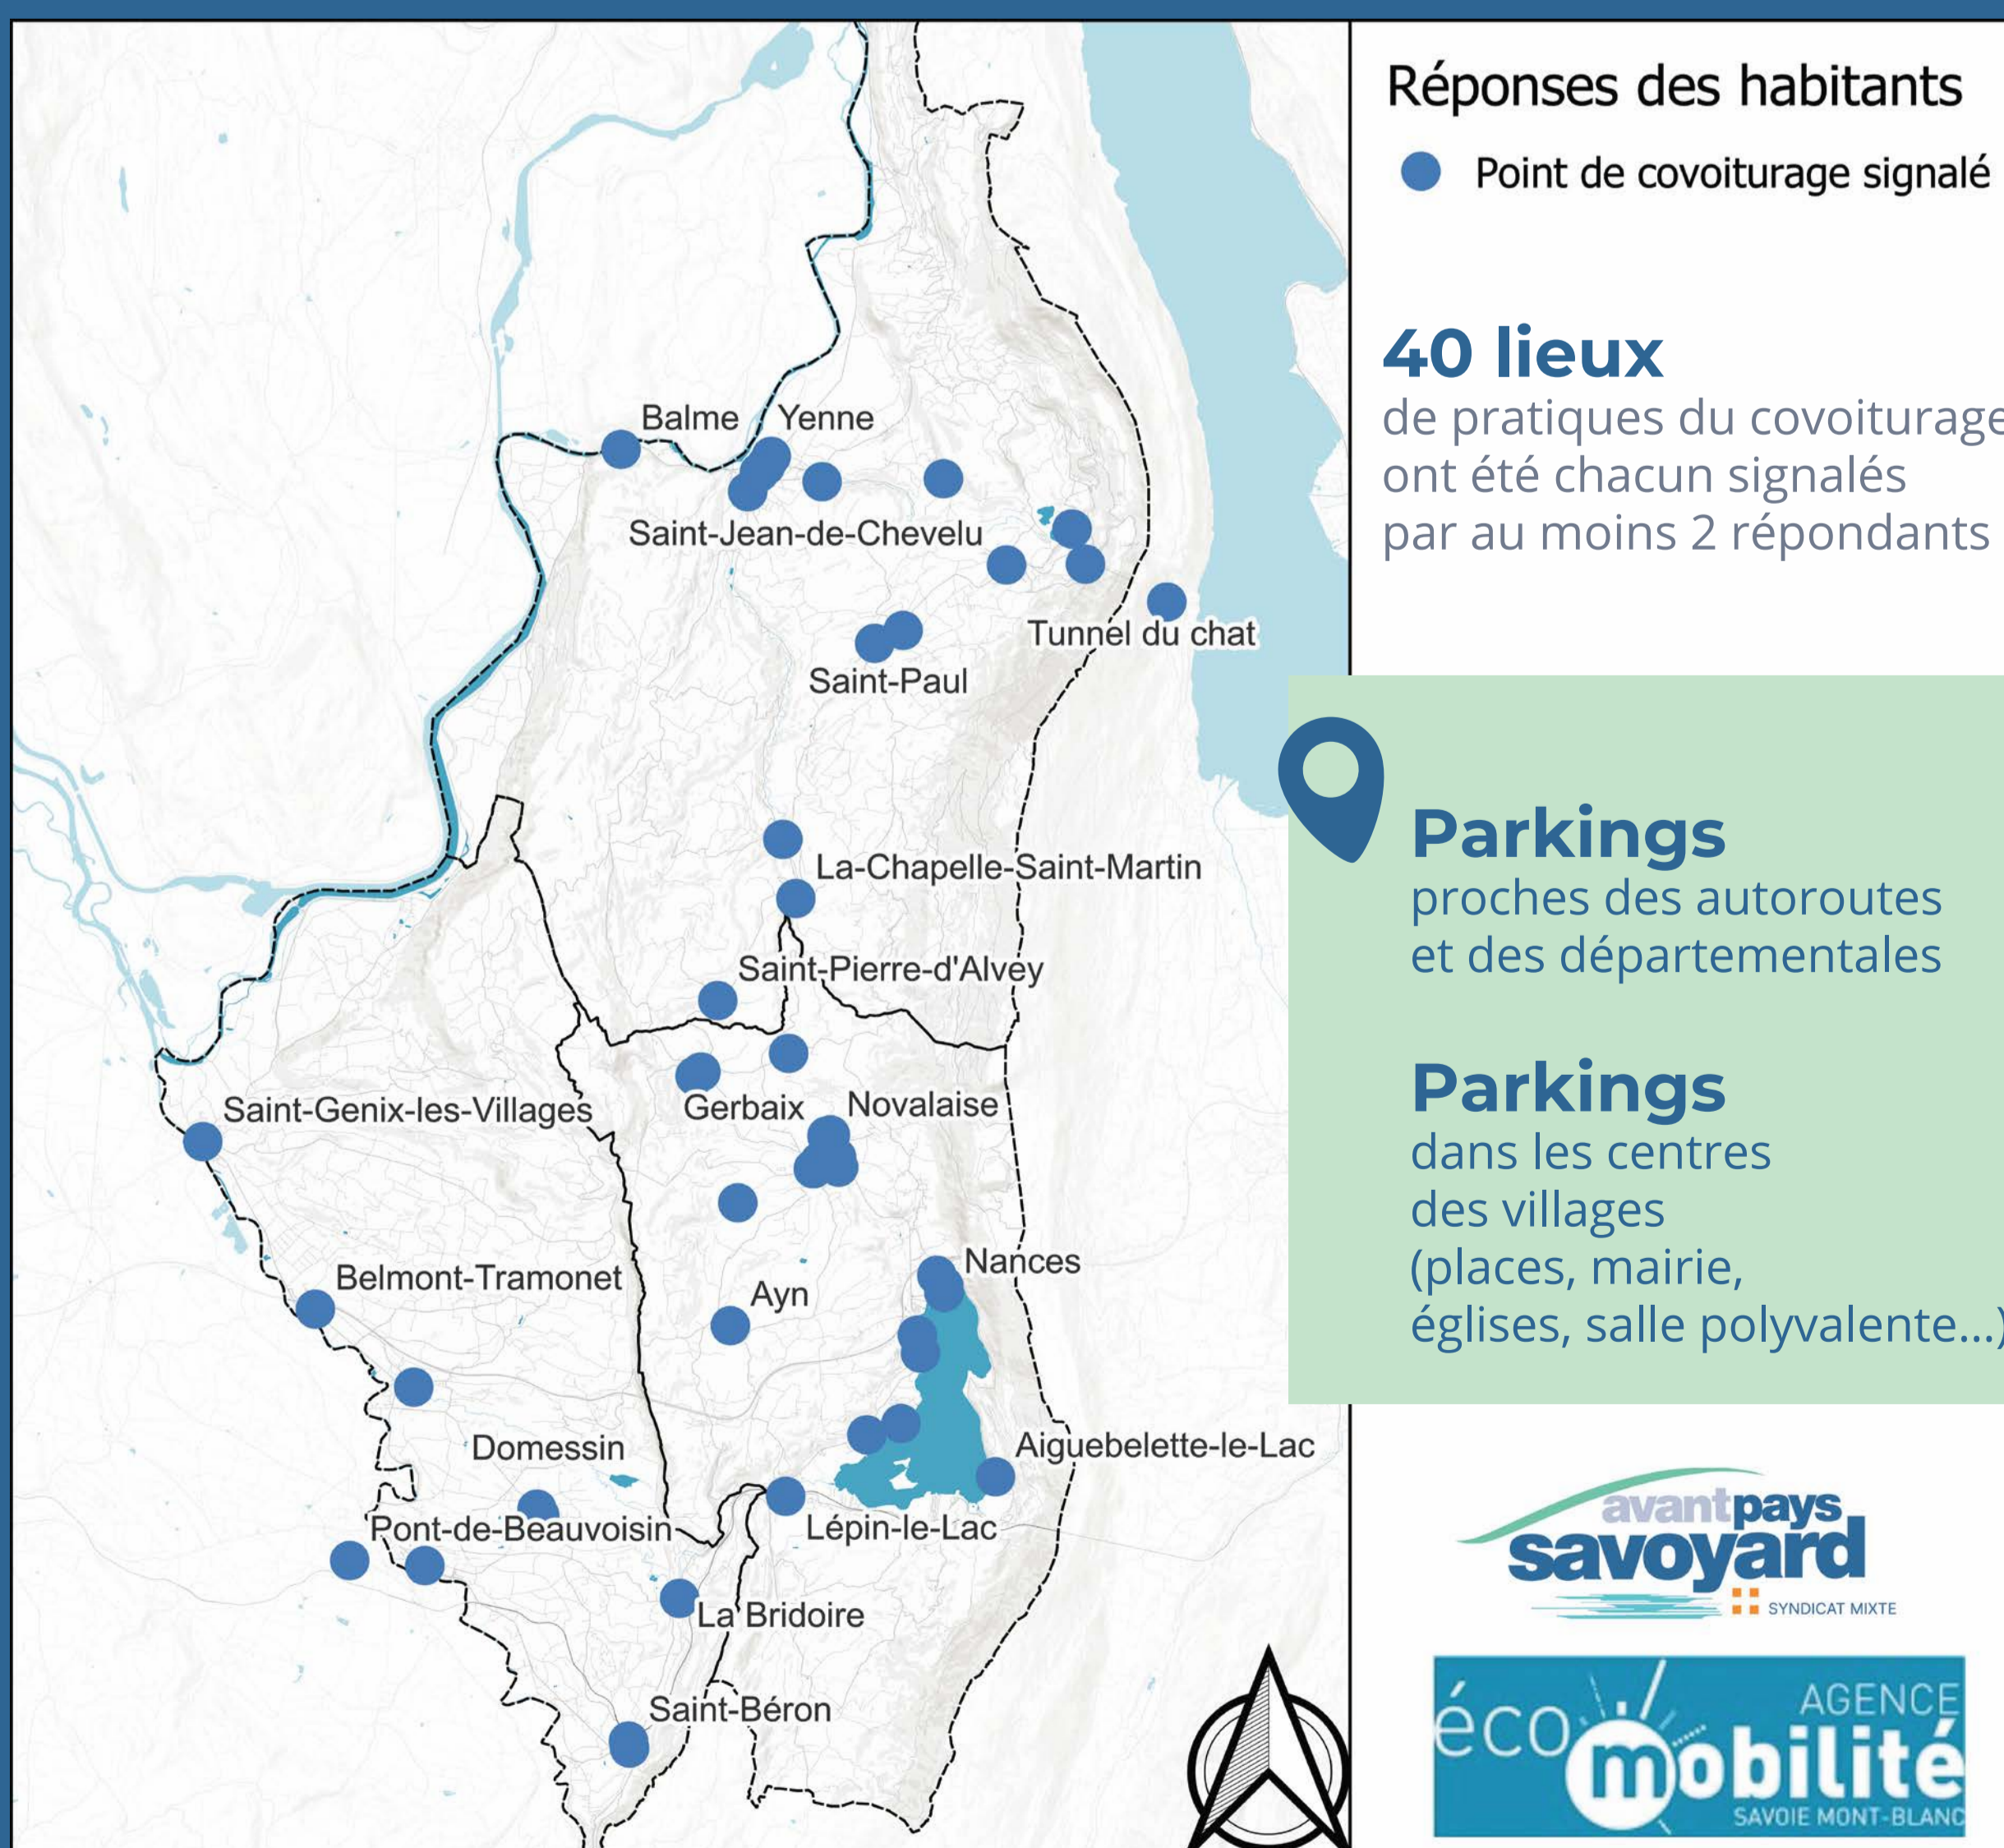 Balme
Yenne
Saint-Jean-de-Chevelu
Tunnel du chat
Saint-Paul
La-Chapelle-Saint-Martin
Saint-Pierre-d'Alvey
Saint-Genix-les-Villages
Gerbaix
Novalaise
Nances
Belmont-Tramonet
Ayn
Aiguebelette-le-Lac
Domessin
Pont-de-Beauvoisin
Lépin-le-Lac
La Bridoire
Saint-Béron
Réponses des habitants
Point de covoiturage signalé
40 lieux
de pratiques du covoiturage
ont été chacun signalés
par au moins 2 répondants
Parkings
proches des autoroutes
et des départementales
Parkings
dans les centres
des villages
(places, mairie,
églises, salle polyvalente...)
avantpays
savoyard
SYNDICAT MIXTE
AGENCE
éco
mobilité
SAVOIE MONT-BLANC